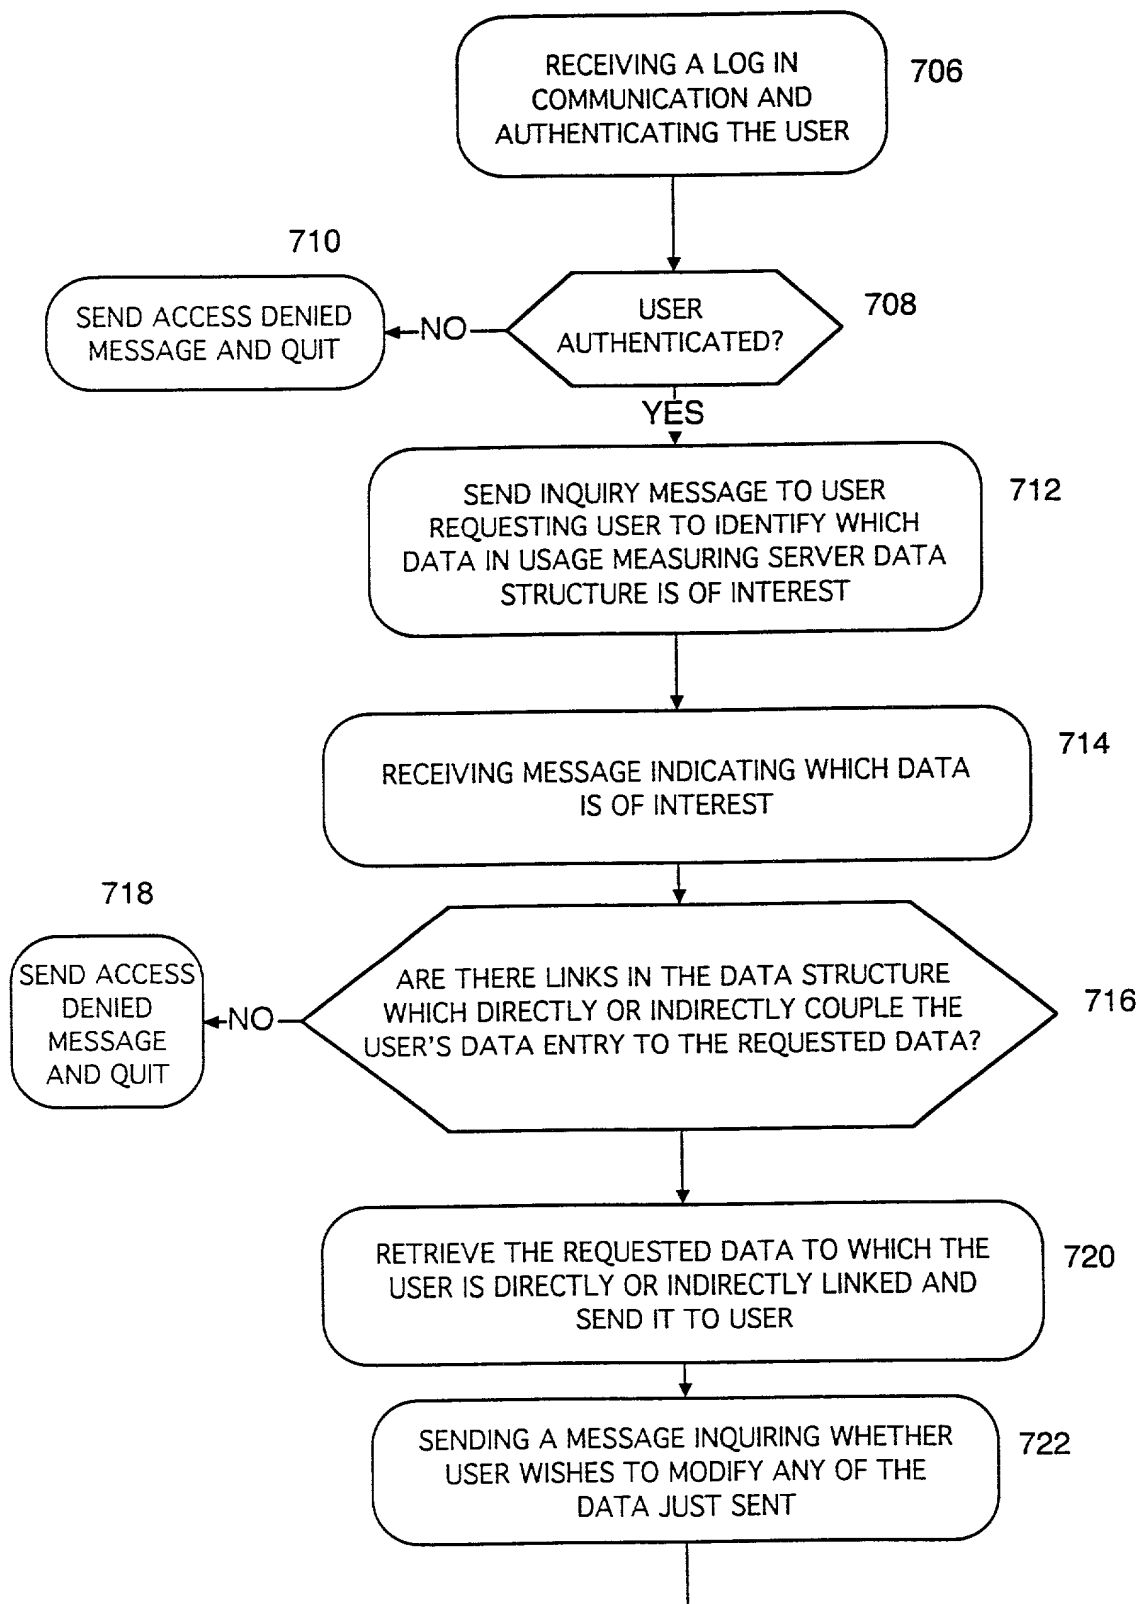 RECEIVING A LOG IN
COMMUNICATION AND
AUTHENTICATING THE USER
706
710
SEND ACCESS DENIED
MESSAGE AND QUIT
NO
USER
AUTHENTICATED?
708
YES
SEND INQUIRY MESSAGE TO USER
REQUESTING USER TO IDENTIFY WHICH
DATA IN USAGE MEASURING SERVER DATA
STRUCTURE IS OF INTEREST
712
RECEIVING MESSAGE INDICATING WHICH DATA
IS OF INTEREST
714
718
SEND ACCESS
DENIED
MESSAGE
AND QUIT
NO
ARE THERE LINKS IN THE DATA STRUCTURE
WHICH DIRECTLY OR INDIRECTLY COUPLE THE
USER'S DATA ENTRY TO THE REQUESTED DATA?
716
RETRIEVE THE REQUESTED DATA TO WHICH THE
USER IS DIRECTLY OR INDIRECTLY LINKED AND
SEND IT TO USER
720
SENDING A MESSAGE INQUIRING WHETHER
USER WISHES TO MODIFY ANY OF THE
DATA JUST SENT
722